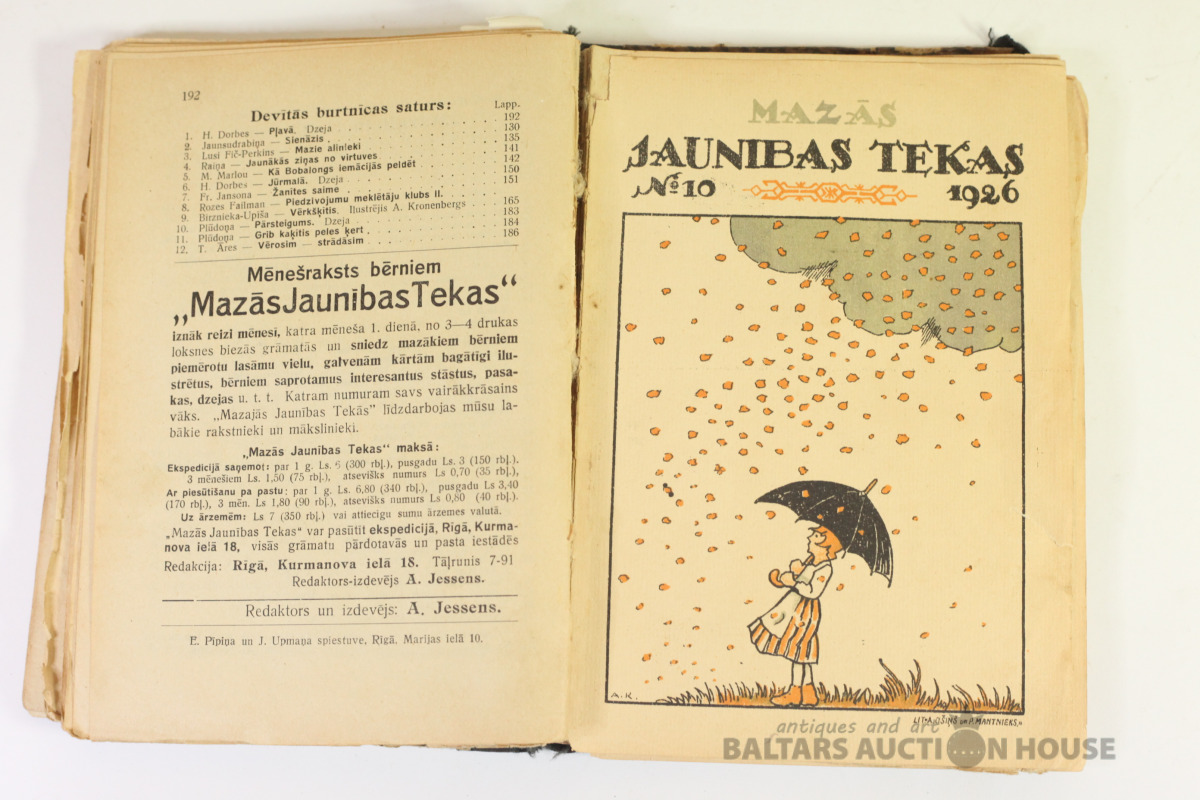 192
Devītās burtnīcas saturs:
Lapp.
1. H. Dorbes — Pļavā. Dzeja . . . 192
2. Jaunsudrabiņa — Sienāzis . . . 130
3. Lusi Fič-Perkins — Mazie alinieki . . . 135
4. Raiņa — Jaunākās ziņas no virtuves . . . 141
5. M. Marlou — Kā Bobalongs iemācījās peldēt . . . 142
6. H. Dorbes — Jūrmalā. Dzeja . . . 150
7. Fr. Jansona — Žanītes saime . . . 151
8. Rozes Failman — Piedzīvojumu meklētāju klubs II. . .
9. Birznieka-Upīša — Vērkšķītis. Ilustrējis A. Kronenbergs . . . 165
10. Plūdoņa — Pārsteigums. Dzeja . . . 183
11. Plūdoņa — Grib kaķītis peles ķert . . . 184
12. T. Āres — Vērosim — strādāsim . . . 186
Mēnešraksts bērniem
„Mazās Jaunības Tekas“
iznāk reizi mēnesī, katra mēneša 1. dienā, no 3—4 drukas
loksnes biezās grāmatās un sniedz mazākiem bērniem
piemērotu lasāmu vielu, galvenām kārtām bagātīgi ilu-
strētus, bērniem saprotamus interesantus stāstus, pasa-
kas, dzejas u. t. t. Katram numuram savs vairākkrāsains
vāks. „Mazajās Jaunības Tekās” līdzdarbojas mūsu la-
bākie rakstnieki un mākslinieki.
„Mazās Jaunības Tekas“ maksā:
Ekspedicijā saņemot: par 1 g. Ls. 6 (300 rbļ.), pusgadu Ls. 3 (150 rbļ.).
3 mēnešiem Ls. 1,50 (75 rbļ.), atsevišks numurs Ls 0,70 (35 rbļ.),
Ar piesūtīšanu pa pastu: par 1 g. Ls. 6,80 (340 rbļ.), pusgadu Ls 3,40
(170 rbļ.), 3 mēn. Ls 1,80 (90 rbļ.), atsevišks numurs Ls 0,80 (40 rbļ.).
Uz ārzemēm: Ls 7 (350 rbļ.) vai attiecīgu sumu ārzemes valutā.
„Mazās Jaunības Tekas“ var pasūtīt ekspedicijā, Rīgā, Kurma-
nova ielā 18, visās grāmatu pārdotavās un pasta iestādēs
Redakcija: Rīgā, Kurmanova ielā 18. Tāļrunis 7-91
Redaktors-izdevējs A. Jessens.
Redaktors un izdevējs: A. Jessens.
E. Pīpiņa un J. Upmaņa spiestuve, Rīgā, Marijas ielā 10.
MAZĀS
JAUNIBAS TEKAS
№ 10
1926
A.K.
LIT. A. OŠIŅŠ un P. MANTNIEKS,
antiques and art
BALTARS AUCTION HOUSE